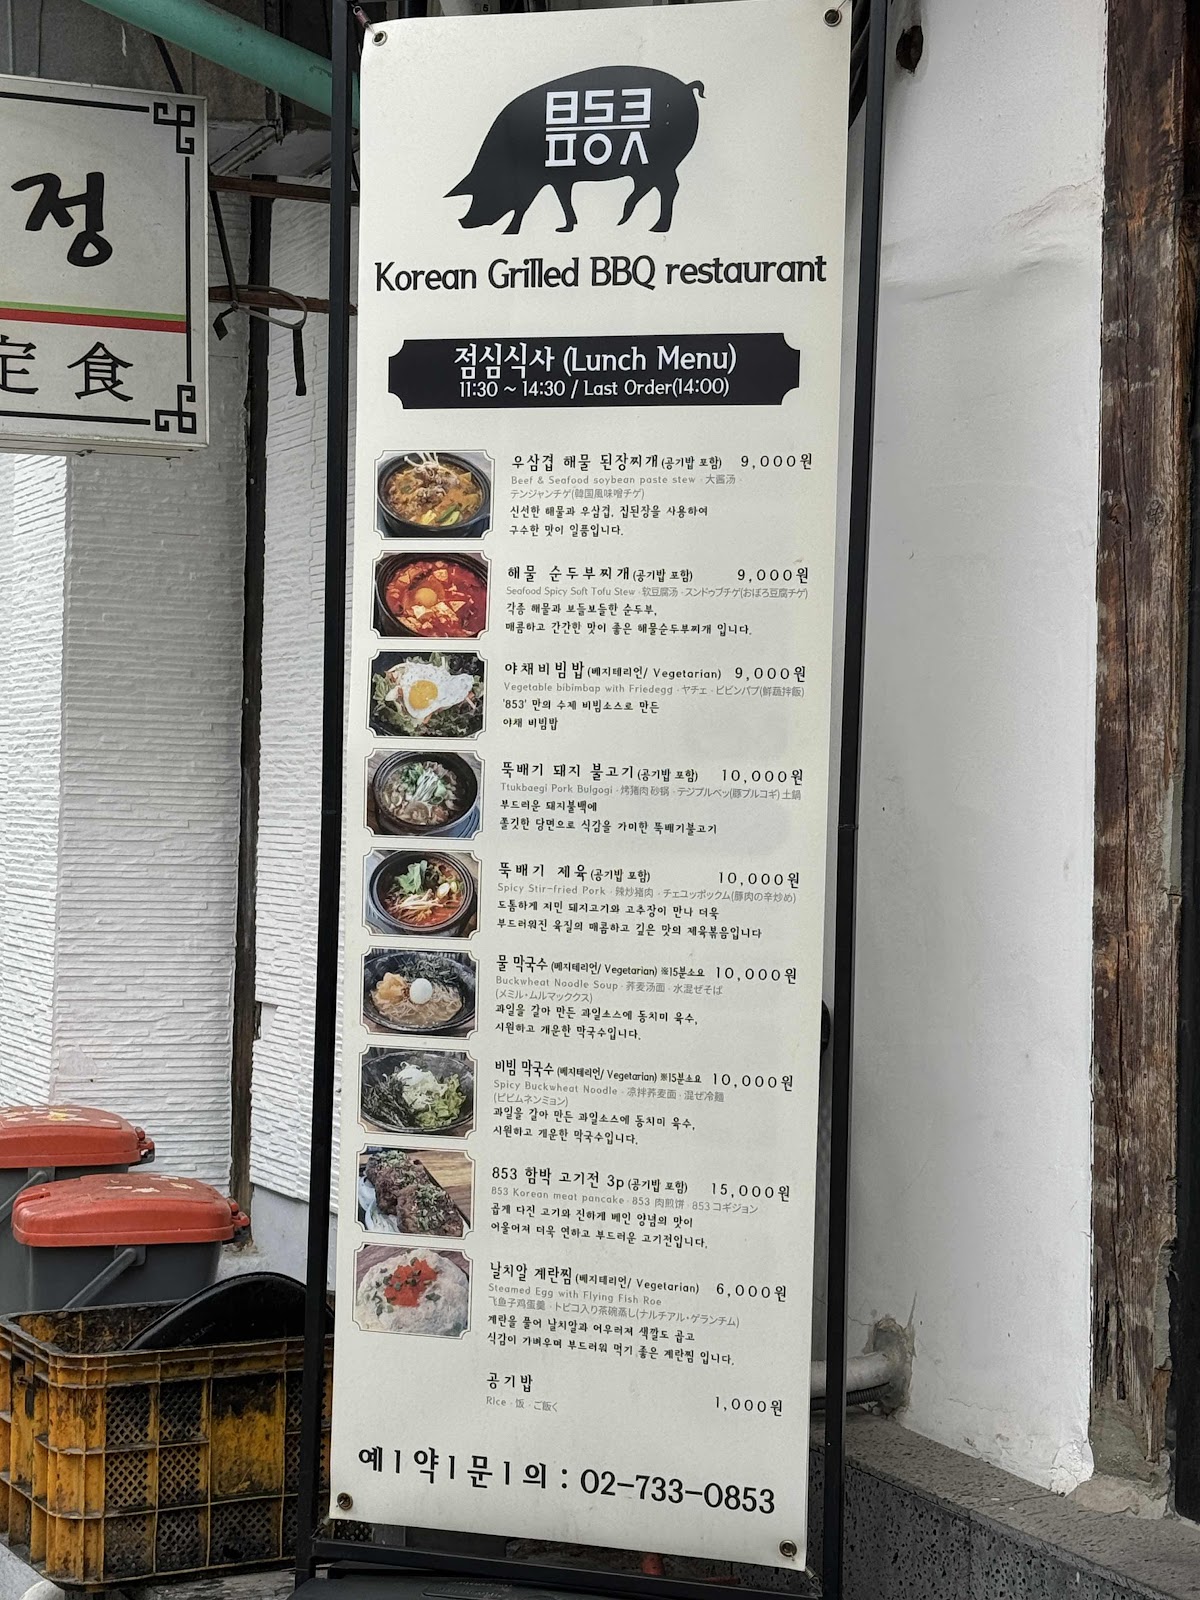 정
定食
853
Korean Grilled BBQ restaurant
점심식사 (Lunch Menu)
11:30 ~ 14:30 / Last Order(14:00)
우삼겹 해물 된장찌개 (공기밥 포함) 9,000원
Beef & Seafood soybean paste stew · 大酱汤 ·
テンジャンチゲ(韓国風味噌チゲ)
신선한 해물과 우삼겹, 집된장을 사용하여
구수한 맛이 일품입니다.
해물 순두부찌개 (공기밥 포함) 9,000원
Seafood Spicy Soft Tofu Stew · 软豆腐汤 · スンドゥブチゲ(おぼろ豆腐チゲ)
각종 해물과 보들보들한 순두부,
매콤하고 간간한 맛이 좋은 해물순두부찌개 입니다.
야채비빔밥 (베지테리언/ Vegetarian) 9,000원
Vegetable bibimbap with Friedegg · ヤチェ · ビビンパプ(鮮蔬拌飯)
'853' 만의 수제 비빔소스로 만든
야채 비빔밥
뚝배기 돼지 불고기 (공기밥 포함) 10,000원
Ttukbaegi Pork Bulgogi · 烤猪肉 砂锅 · テジプルベッ(豚プルコギ) 土鍋
부드러운 돼지불백에
쫄깃한 당면으로 식감을 가미한 뚝배기불고기
뚝배기 제육 (공기밥 포함) 10,000원
Spicy Stir-fried Pork · 辣炒猪肉 · チェユッポックム(豚肉の辛炒め)
도톰하게 저민 돼지고기와 고추장이 만나 더욱
부드러워진 육질의 매콤하고 깊은 맛의 제육볶음입니다
물 막국수 (베지테리언/ Vegetarian) ※15분소요 10,000원
Buckwheat Noodle Soup · 荞麦汤面 · 水混ぜそば
(メミル・ムルマッククス)
과일을 갈아 만든 과일소스에 동치미 육수,
시원하고 개운한 막국수입니다.
비빔 막국수 (베지테리언/ Vegetarian) ※15분소요 10,000원
Spicy Buckwheat Noodle · 凉拌荞麦面 · 混ぜ冷麺
(ビビムネンミョン)
과일을 갈아 만든 과일소스에 동치미 육수,
시원하고 개운한 막국수입니다.
853 함박 고기전 3p (공기밥 포함) 15,000원
853 Korean meat pancake · 853 肉煎饼 · 853 コギジョン
곱게 다진 고기와 진하게 베인 양념의 맛이
어울어져 더욱 연하고 부드러운 고기전입니다.
날치알 계란찜 (베지테리언/ Vegetarian) 6,000원
Steamed Egg with Flying Fish Roe
飞鱼子鸡蛋羹 · トビコ入り茶碗蒸し(ナルチアル・ゲランチム)
계란을 풀어 날치알과 어우러져 색깔도 곱고
식감이 가벼우며 부드러워 먹기 좋은 계란찜 입니다.
공기밥
Rice · 饭 · ご飯く 1,000원
예 | 약 | 문 | 의 : 02-733-0853